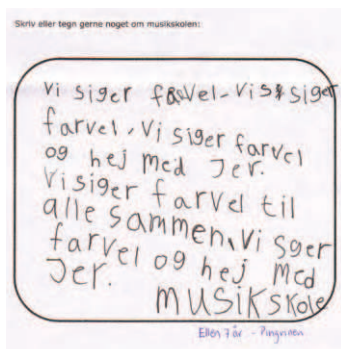 Skriv eller tegn gerne noget om musikskolen:
Vi siger farvel, vi siger
farvel, vi siger farvel
og hej med Jer.
Vi siger farvel til
alle sammen, vi sger
farvel og hej med
Jer.
MUSIKSKOLE
Ellen 7 år - Pingvinen